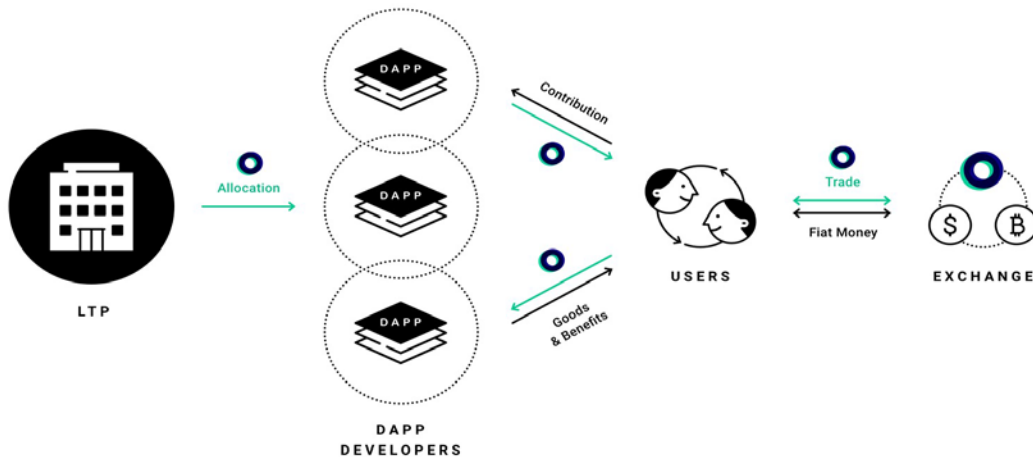 DAPP
Contribution
Allocation
DAPP
Trade
$
₿
Fiat Money
USERS
EXCHANGE
LTP
DAPP
Goods
& Benefits
DAPP
DEVELOPERS